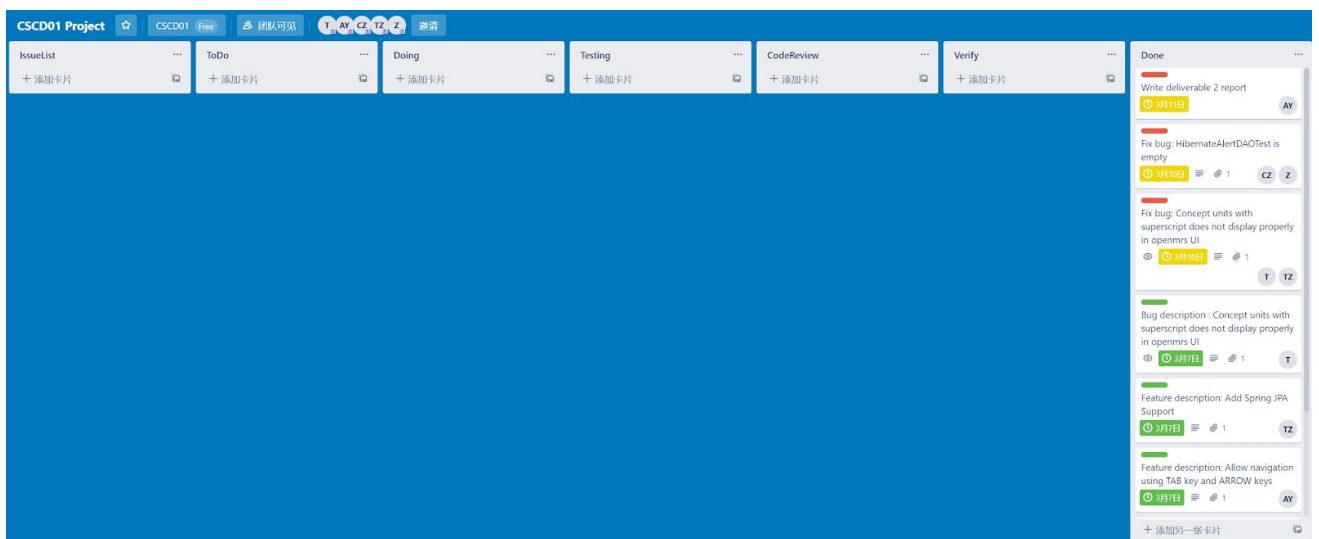 CSCD01 Project
CSCD01 Free
团队可见
T AY CZ TZ Z
邀请
IssueList
+ 添加卡片
ToDo
+ 添加卡片
Doing
+ 添加卡片
Testing
+ 添加卡片
CodeReview
+ 添加卡片
Verify
+ 添加卡片
Done
Write deliverable 2 report
3月11日
AY
Fix bug: HibernateAlertDAOTest is
empty
3月10日 1 CZ Z
Fix bug: Concept units with
superscript does not display properly
in openmrs UI
3月10日 1
T TZ
Bug description : Concept units with
superscript does not display properly
in openmrs UI
3月7日 1 T
Feature description: Add Spring JPA
Support
3月7日 1 TZ
Feature description: Allow navigation
using TAB key and ARROW keys
3月7日 1 AY
+ 添加另一张卡片